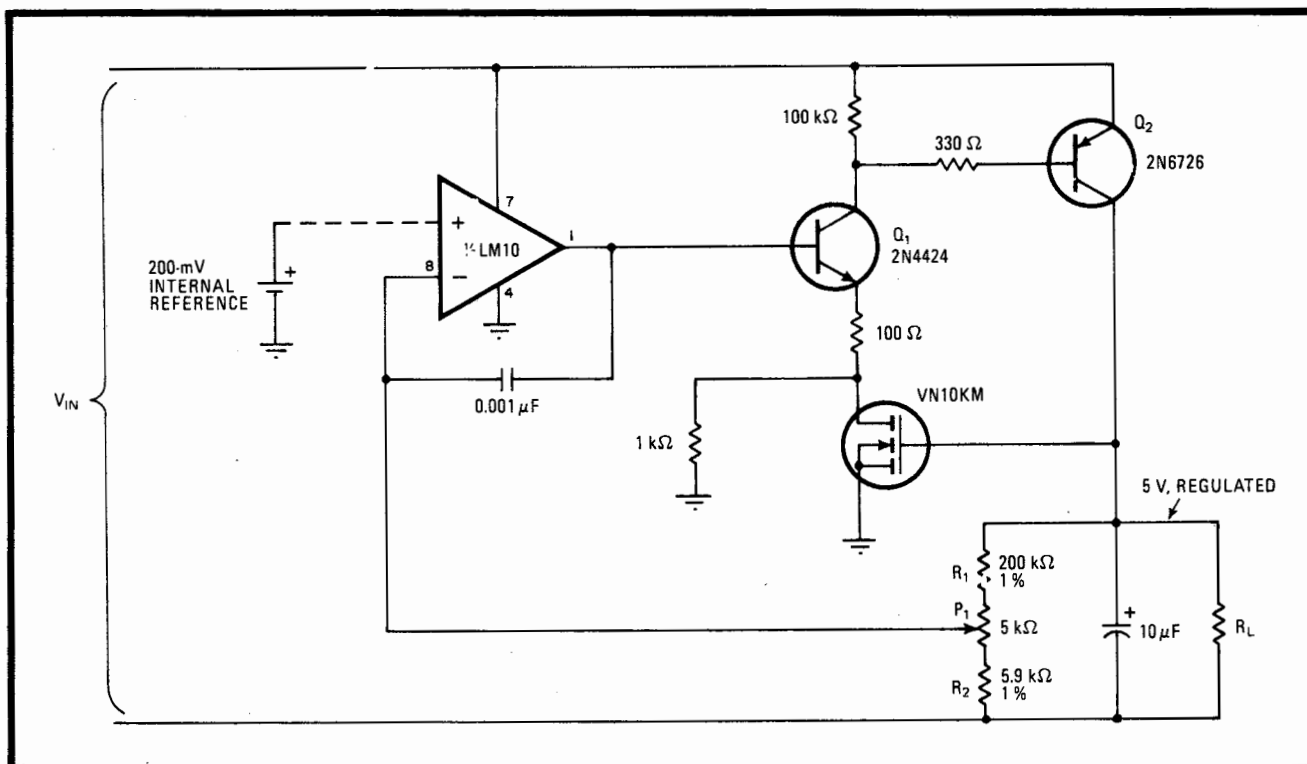 100 kΩ
330 Ω
Q2
2N6726
7
+
LM10
1
8
−
4
200-mV
INTERNAL
REFERENCE
+
Q1
2N4424
100 Ω
0.001 μF
VIN
1 kΩ
VN10KM
5 V, REGULATED
R1
200 kΩ
1 %
P1
5 kΩ
+
10 μF
RL
R2
5.9 kΩ
1 %